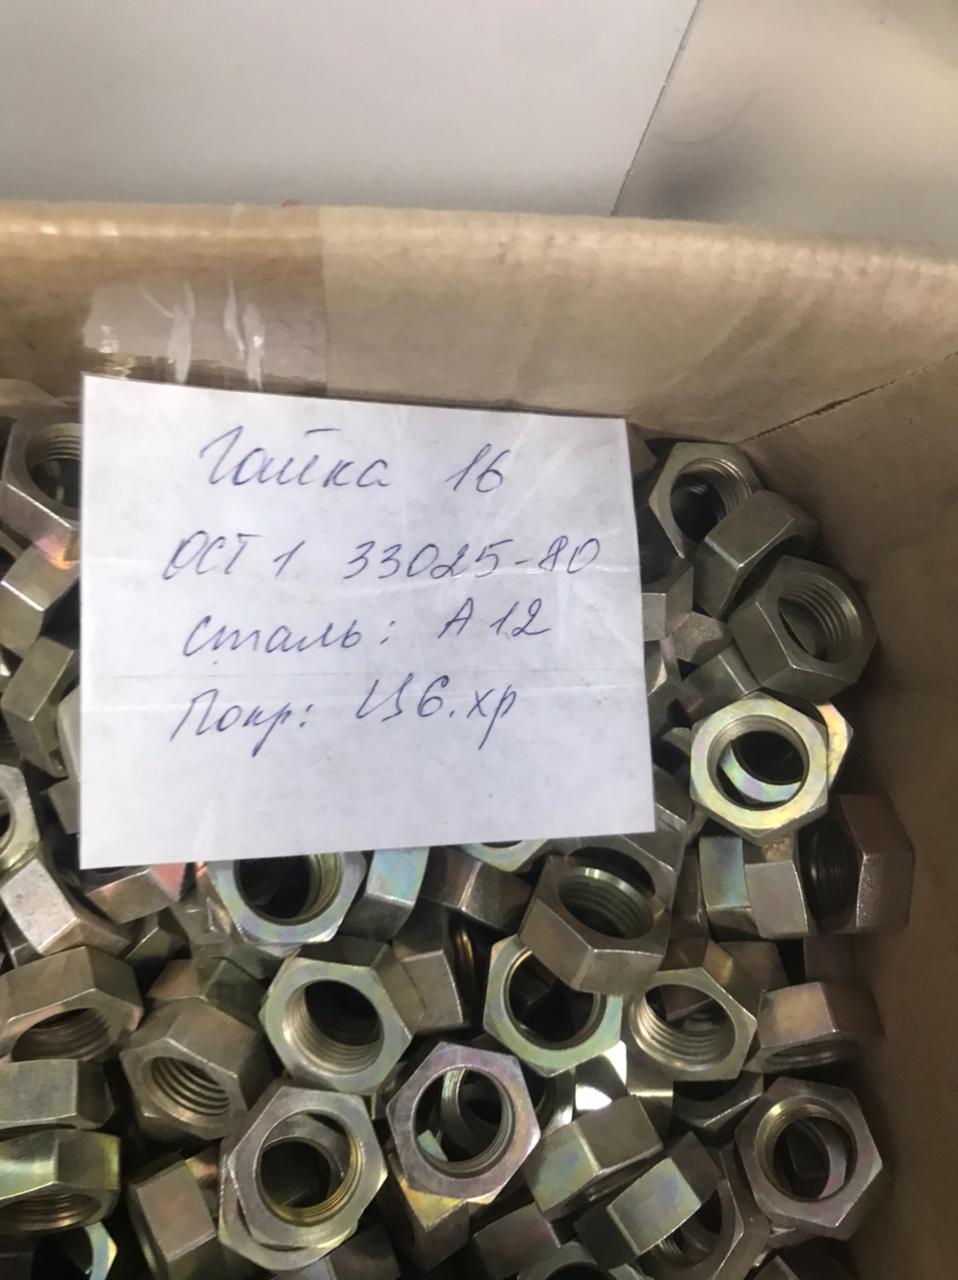 Гайка 16
ОСТ 1 33025-80
Сталь: А12
Покр: Ц6.хр